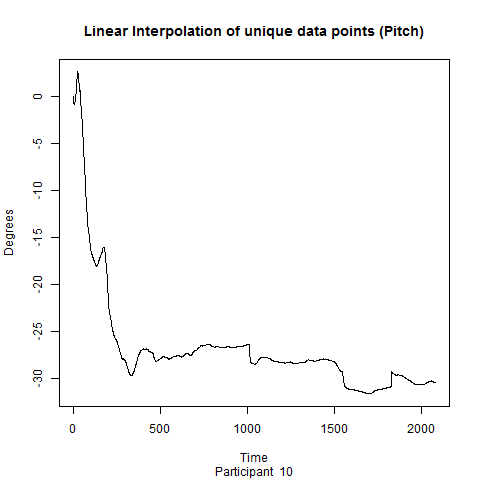 Linear Interpolation of unique data points (Pitch)
Degrees
0
-5
-10
-15
-20
-25
-30
0 500 1000 1500 2000
Time
Participant 10